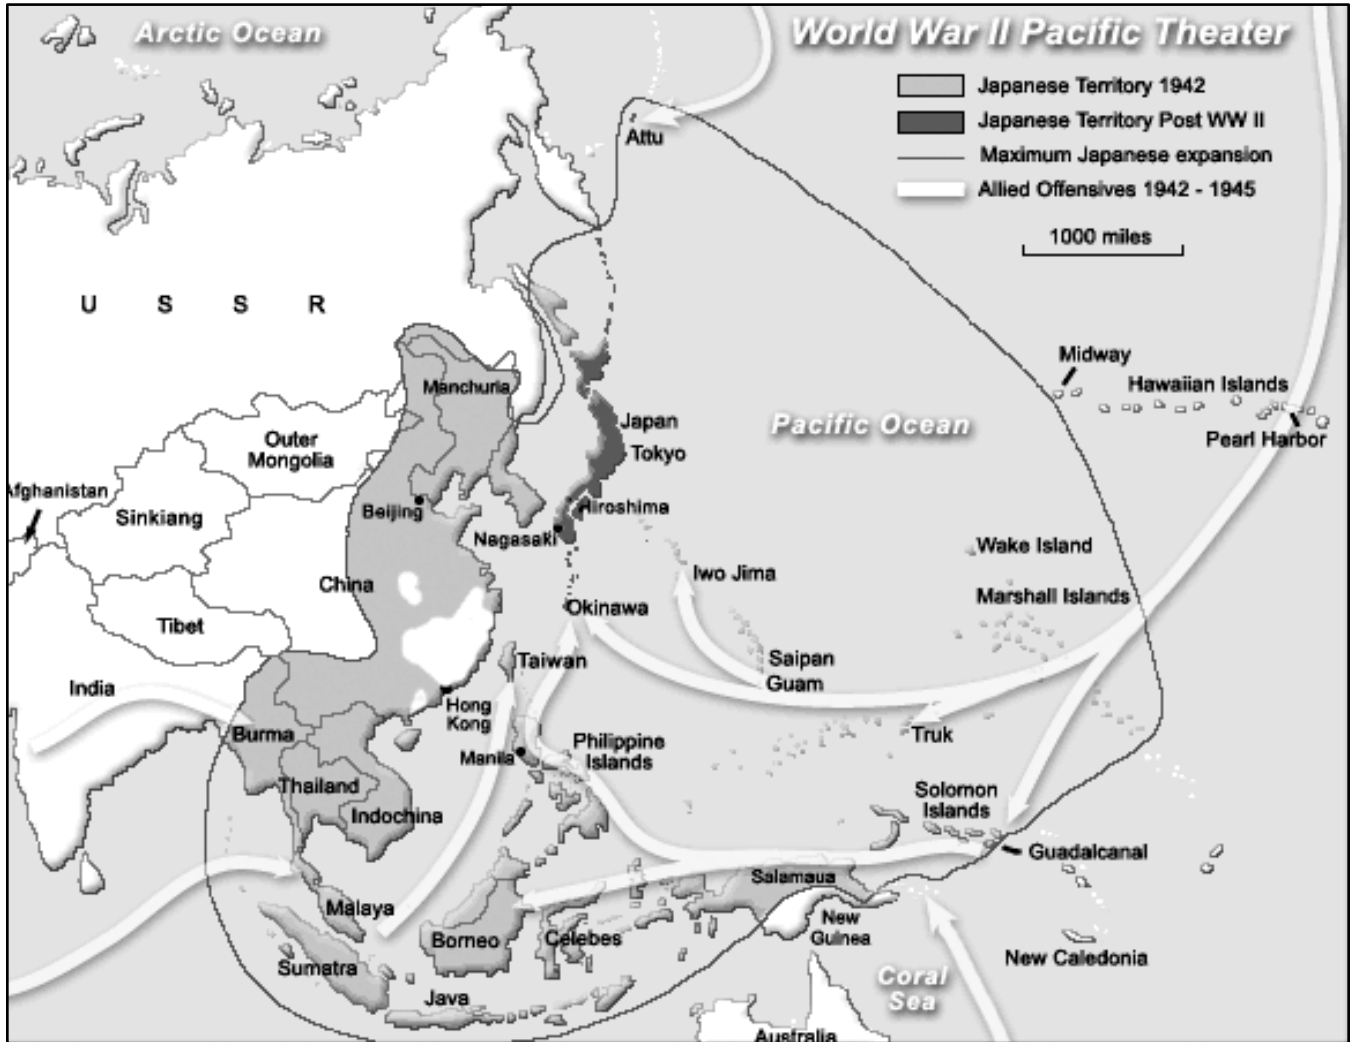 Arctic Ocean
World War II Pacific Theater
Japanese Territory 1942
Japanese Territory Post WW II
Maximum Japanese expansion
Allied Offensives 1942 - 1945
1000 miles
Attu
U S S R
Midway
Hawaiian Islands
Pearl Harbor
Manchuria
Japan
Tokyo
Pacific Ocean
Outer
Mongolia
Afghanistan
Sinkiang
Beijing
Hiroshima
Nagasaki
Wake Island
Iwo Jima
China
Marshall Islands
Okinawa
Tibet
Taiwan
Saipan
Guam
India
Hong
Kong
Burma
Truk
Manila
Philippine
Islands
Thailand
Indochina
Solomon
Islands
Guadalcanal
Salamaua
Malaya
New
Guinea
Borneo
Celebes
New Caledonia
Sumatra
Coral
Sea
Java
Australia